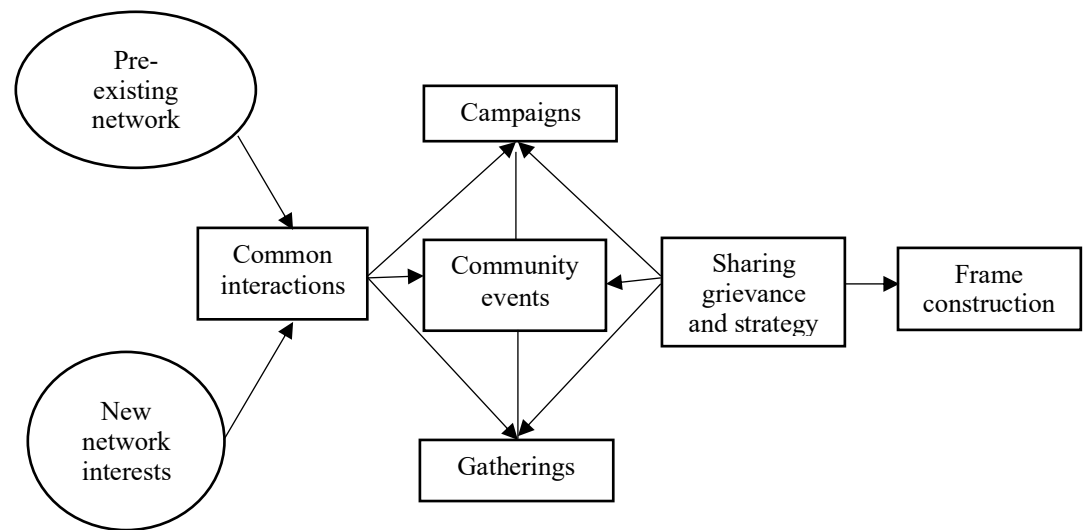 Pre-
existing
network
Campaigns
Common
interactions
Community
events
Sharing
grievance
and strategy
Frame
construction
New
network
interests
Gatherings